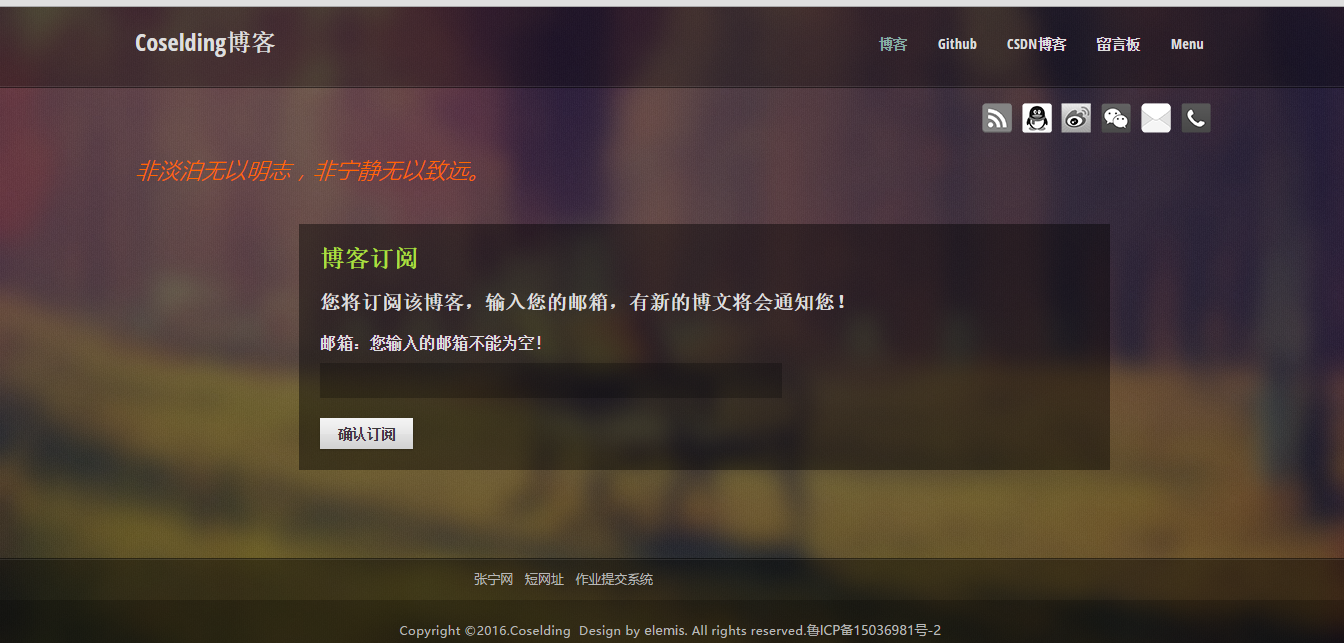 Coselding博客
博客 Github CSDN博客 留言板 Menu
非淡泊无以明志，非宁静无以致远。
博客订阅
您将订阅该博客，输入您的邮箱，有新的博文将会通知您！
邮箱：您输入的邮箱不能为空！
确认订阅
张宁网 短网址 作业提交系统
Copyright ©2016.Coselding Design by elemis. All rights reserved.鲁ICP备15036981号-2